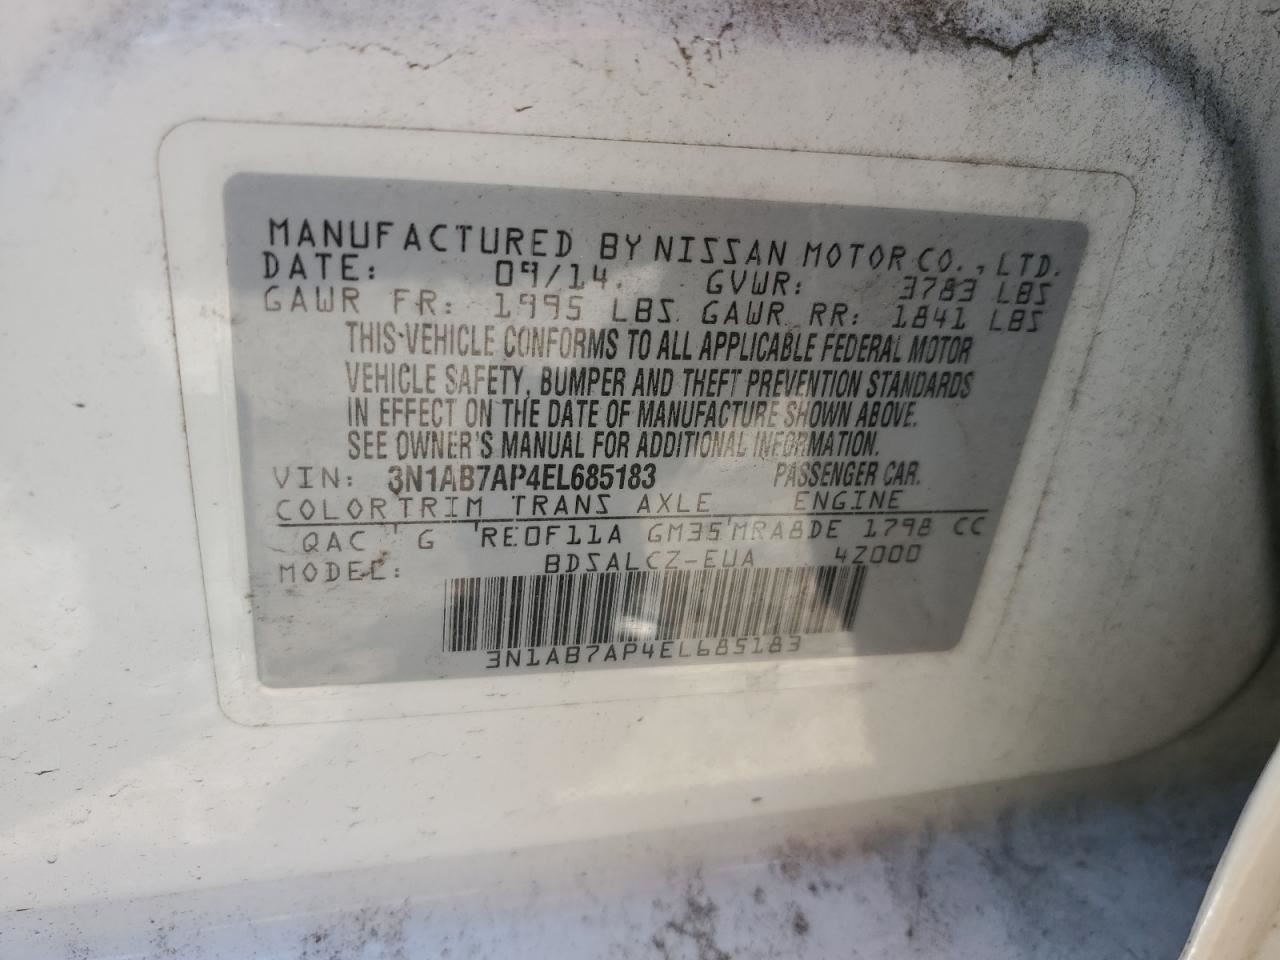 MANUFACTURED BY NISSAN MOTOR CO., LTD.
DATE: 09/14. GVWR: 3783 LBS
GAWR FR: 1995 LBS GAWR RR: 1841 LBS
THIS VEHICLE CONFORMS TO ALL APPLICABLE FEDERAL MOTOR
VEHICLE SAFETY, BUMPER AND THEFT PREVENTION STANDARDS
IN EFFECT ON THE DATE OF MANUFACTURE SHOWN ABOVE.
SEE OWNER'S MANUAL FOR ADDITIONAL INFORMATION.
VIN: 3N1AB7AP4EL685183 PASSENGER CAR.
COLOR TRIM TRANS AXLE ENGINE
QAC G RE0F11A GM35 MRA8DE 1798 CC
MODEL: BDSALCZ-EUA 4Z000
3N1AB7AP4EL685183